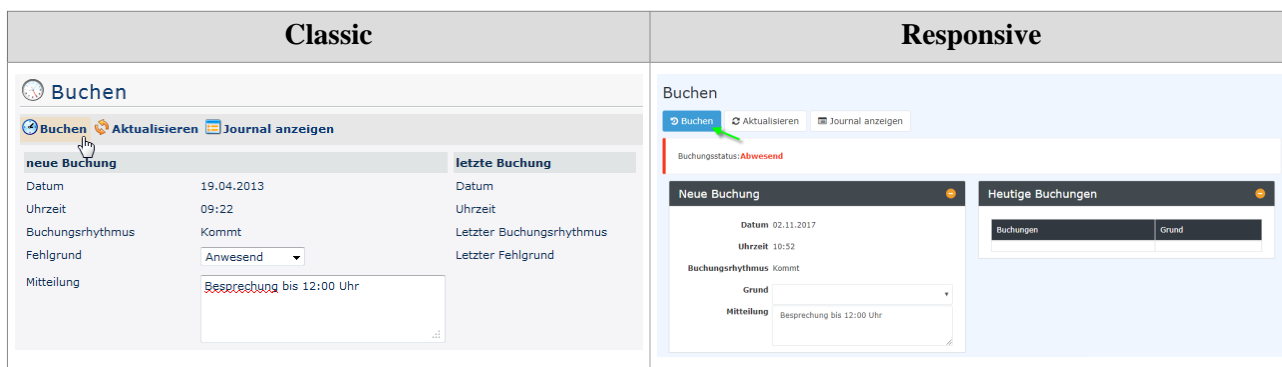 Classic
Responsive
Buchen
Buchen Aktualisieren Journal anzeigen
neue Buchung letzte Buchung
Datum 19.04.2013 Datum
Uhrzeit 09:22 Uhrzeit
Buchungsrhythmus Kommt Letzter Buchungsrhythmus
Fehlgrund Anwesend Letzter Fehlgrund
Mitteilung Besprechung bis 12:00 Uhr
Buchen
Buchen Aktualisieren Journal anzeigen
Buchungsstatus:Abwesend
Neue Buchung
Datum 02.11.2017
Uhrzeit 10:52
Buchungsrhythmus Kommt
Grund
Mitteilung Besprechung bis 12:00 Uhr
Heutige Buchungen
Buchungen Grund